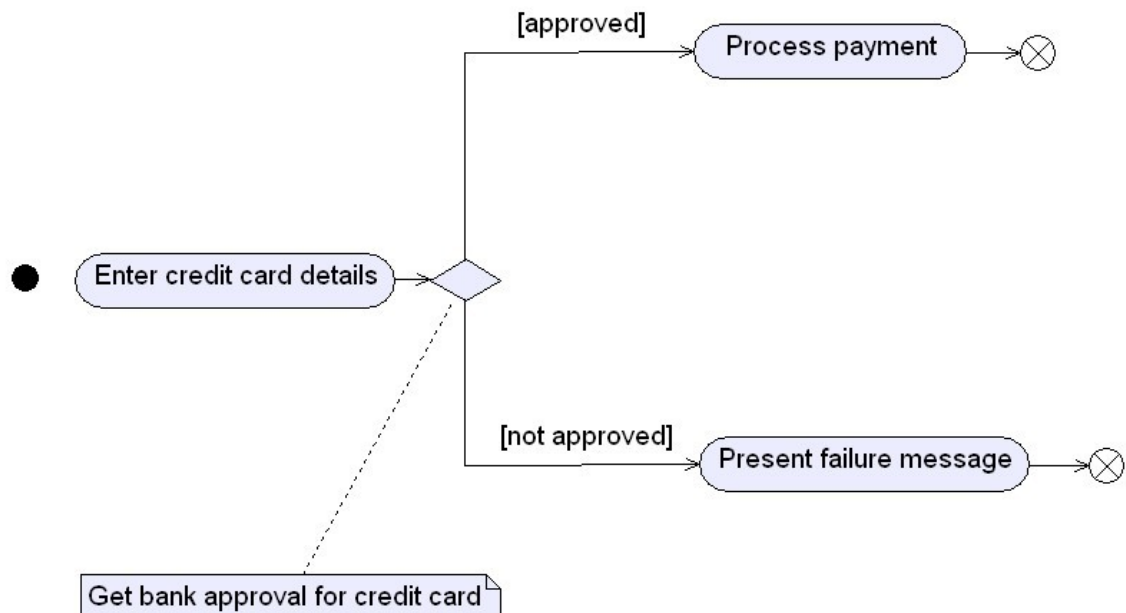 [approved]
Process payment
Enter credit card details
[not approved]
Present failure message
Get bank approval for credit card